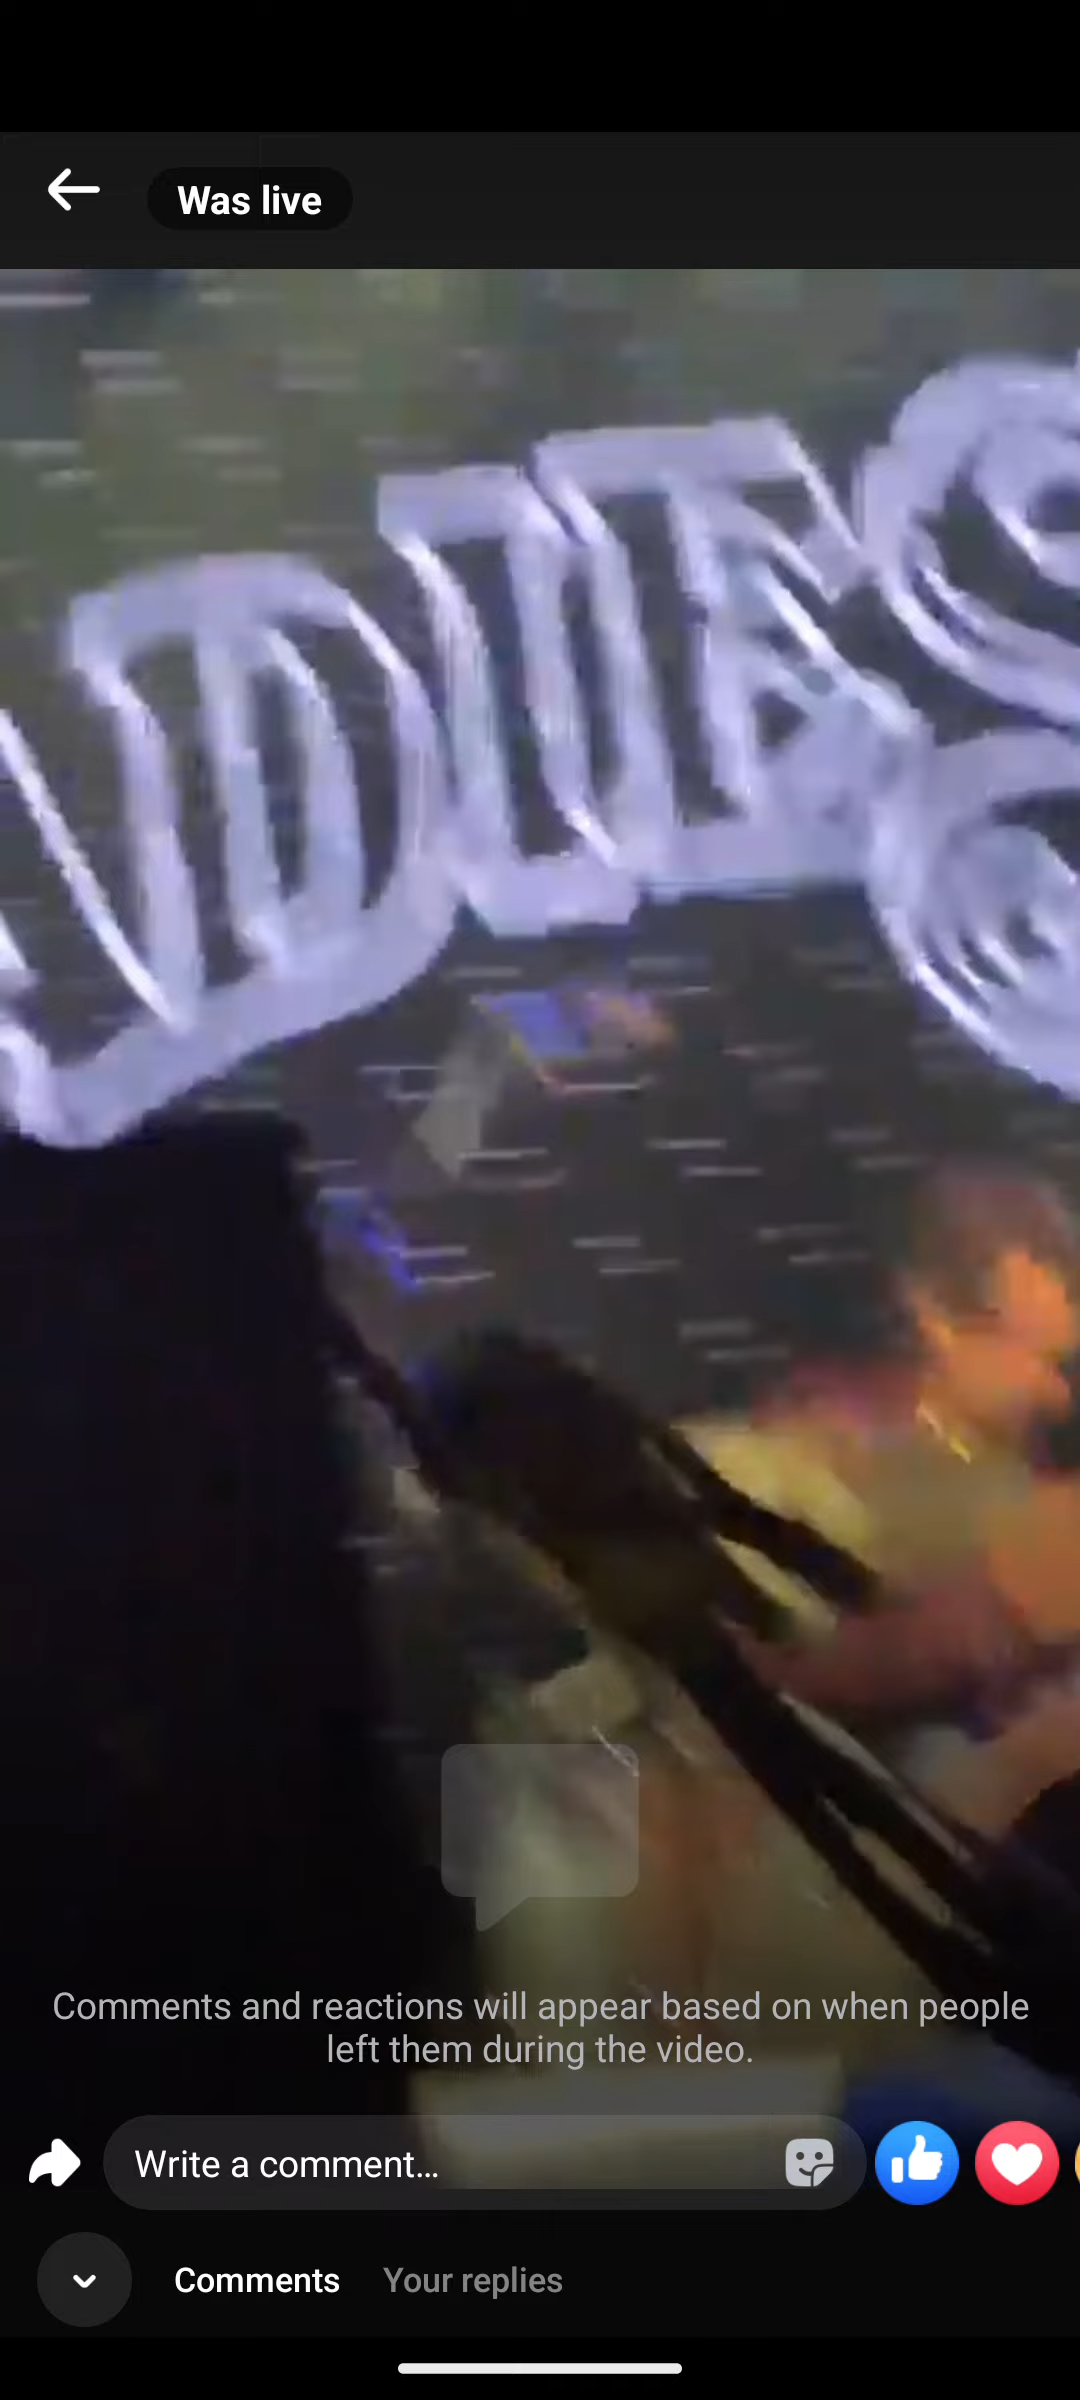 Was live
Comments and reactions will appear based on when people
left them during the video.
Write a comment...
Comments
Your replies